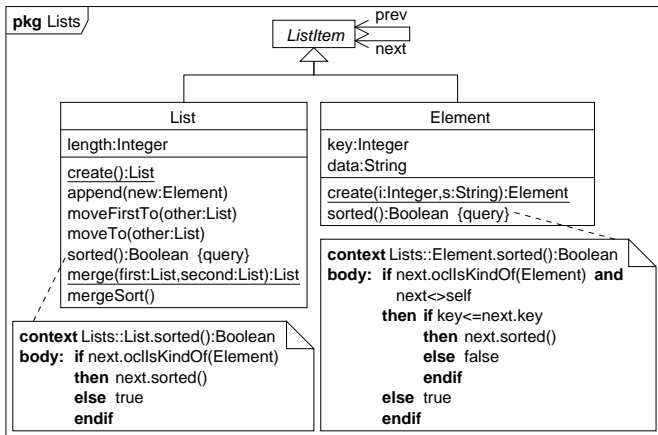 pkg Lists
ListItem
prev
next
List
length:Integer
create():List
append(new:Element)
moveFirstTo(other:List)
moveTo(other:List)
sorted():Boolean {query}
merge(first:List,second:List):List
mergeSort()
Element
key:Integer
data:String
create(i:Integer,s:String):Element
sorted():Boolean {query}
context Lists::List.sorted():Boolean
body: if next.oclIsKindOf(Element)
then next.sorted()
else true
endif
context Lists::Element.sorted():Boolean
body: if next.oclIsKindOf(Element) and
next<>self
then if key<=next.key
then next.sorted()
else false
endif
else true
endif